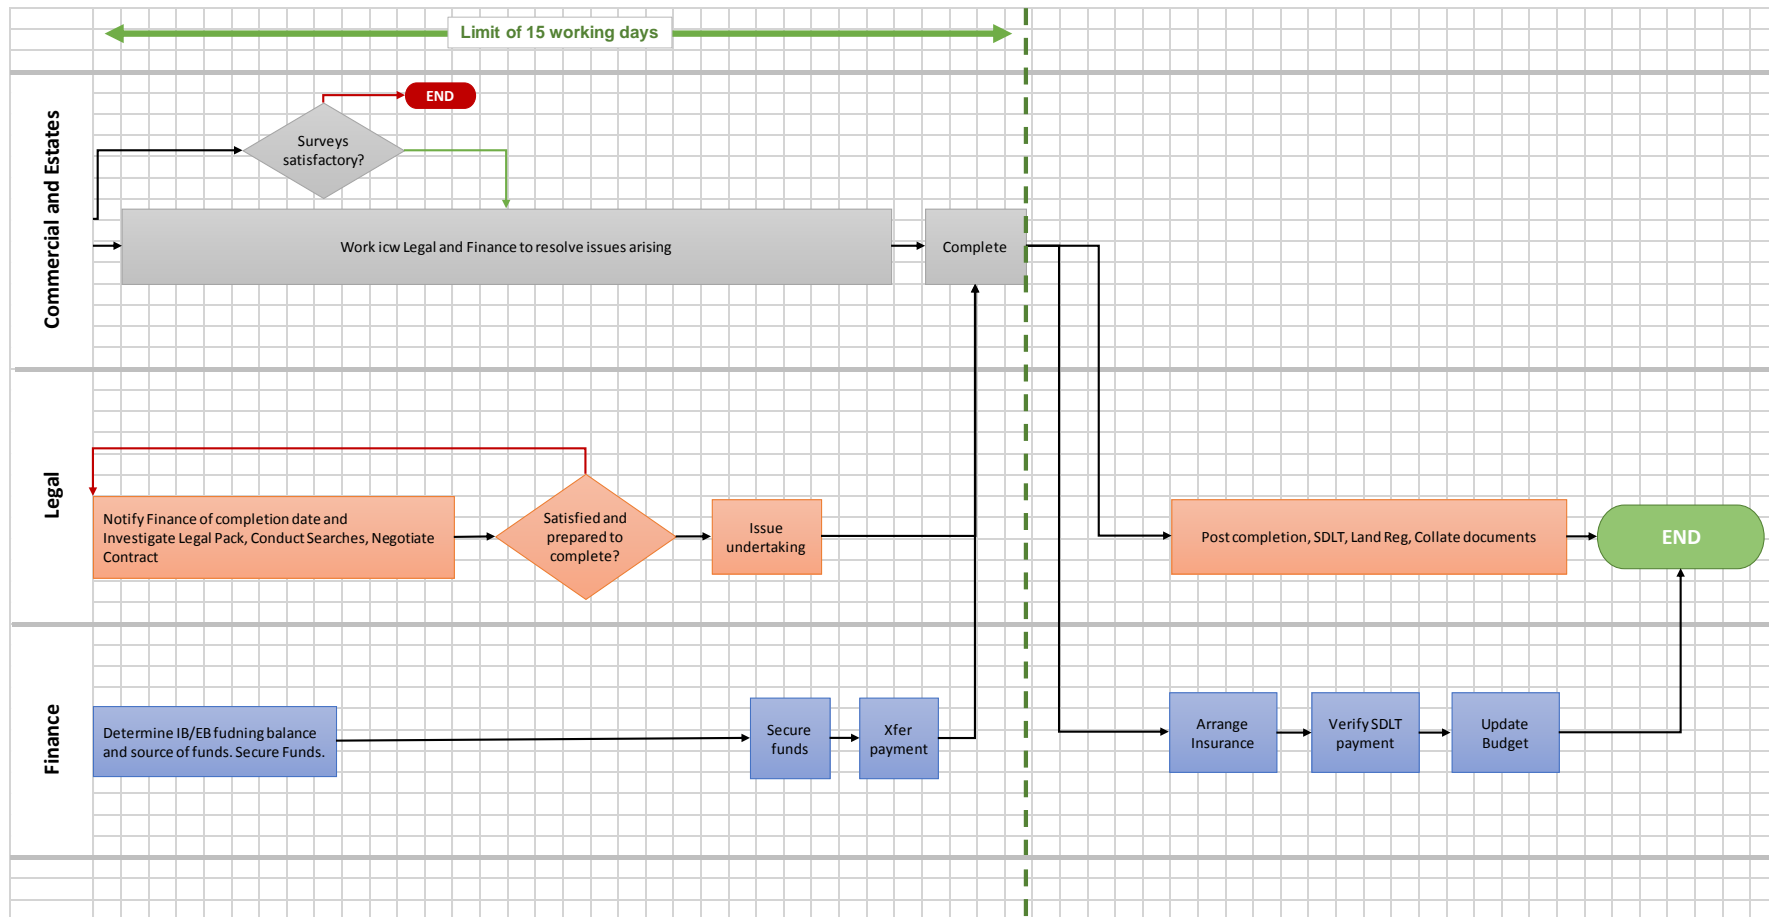 Limit of 15 working days
Commercial and Estates
END
Surveys
satisfactory?
Work icw Legal and Finance to resolve issues arising
Complete
Legal
Notify Finance of completion date and
Investigate Legal Pack, Conduct Searches, Negotiate
Contract
Satisfied and
prepared to
complete?
Issue
undertaking
Post completion, SDLT, Land Reg, Collate documents
END
Finance
Determine IB/EB fudning balance
and source of funds. Secure Funds.
Secure
funds
Xfer
payment
Arrange
Insurance
Verify SDLT
payment
Update
Budget